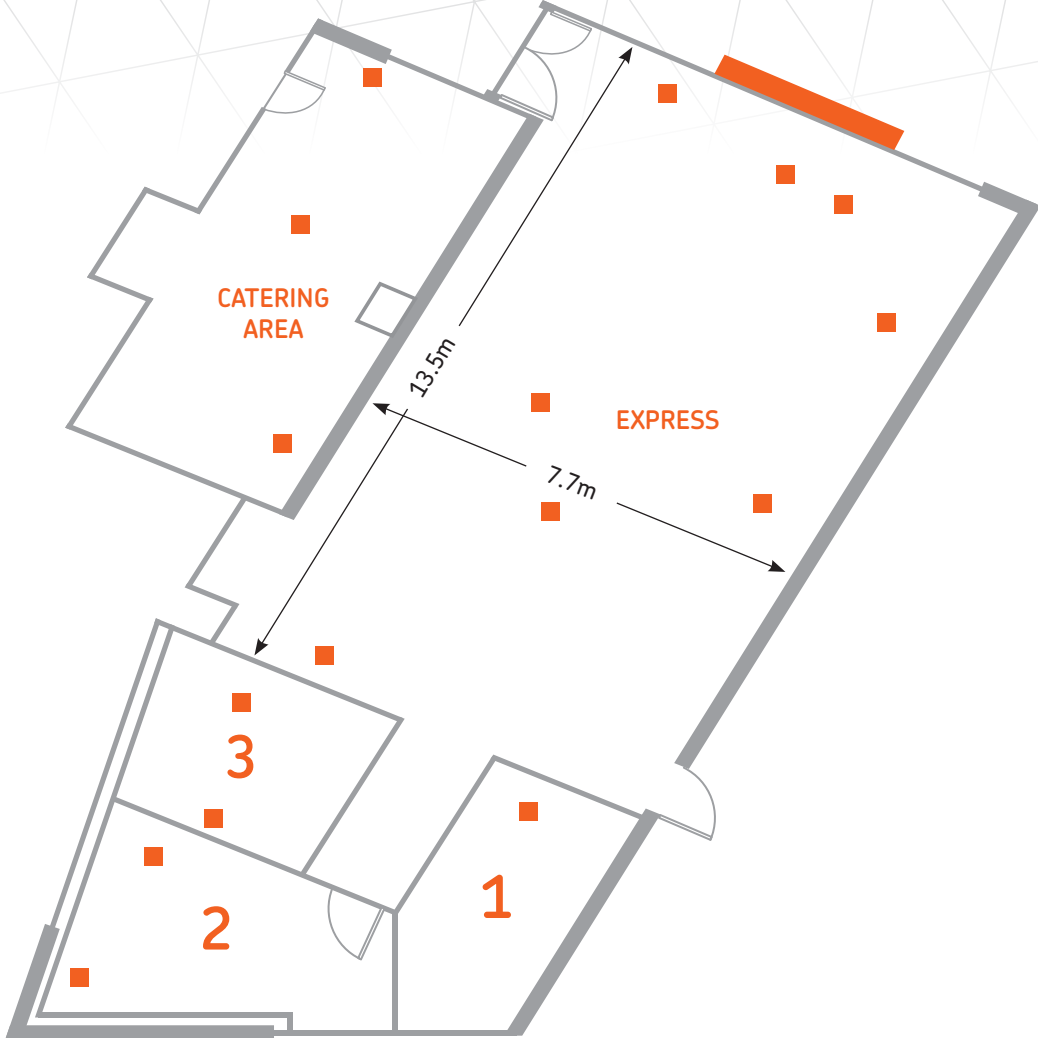 CATERING
AREA
13.5m
EXPRESS
7.7m
3
1
2